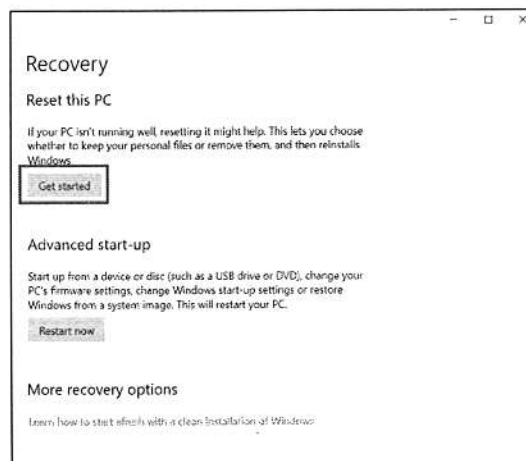 Recovery
Reset this PC
If your PC isn't running well, resetting it might help. This lets you choose
whether to keep your personal files or remove them, and then reinstalls
Windows.
Get started
Advanced start-up
Start up from a device or disc (such as a USB drive or DVD), change your
PC's firmware settings, change Windows start-up settings or restore
Windows from a system image. This will restart your PC.
Restart now
More recovery options
Learn how to start afresh with a clean installation of Windows